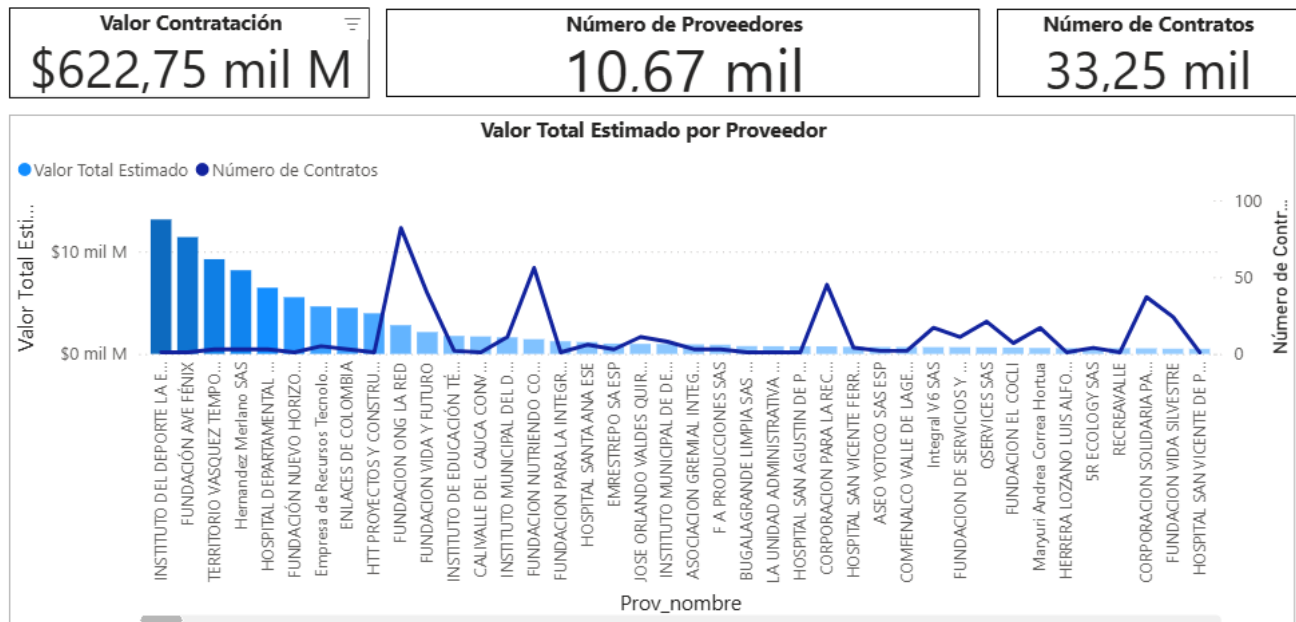 Valor Contratación
$622,75 mil M
Número de Proveedores
10,67 mil
Número de Contratos
33,25 mil
Valor Total Estimado por Proveedor
Valor Total Estimado
Número de Contratos
Valor Total Esti...
$10 mil M
$0 mil M
100
50
0
Número de Contr...
INSTITUTO DEL DEPORTE LA E...
FUNDACIÓN AVE FÉNIX
TERRITORIO VASQUEZ TEMPO...
Hernandez Merlano SAS
HOSPITAL DEPARTAMENTAL ...
FUNDACIÓN NUEVO HORIZO...
Empresa de Recursos Tecnolo...
ENLACES DE COLOMBIA
HTT PROYECTOS Y CONSTRU...
FUNDACION ONG LA RED
FUNDACION VIDA Y FUTURO
INSTITUTO DE EDUCACIÓN TÉ...
CALIVALLE DEL CAUCA CONV...
INSTITUTO MUNICIPAL DEL D...
FUNDACION NUTRIENDO CO...
FUNDACION PARA LA INTEGR...
HOSPITAL SANTA ANA ESE
EMRESTREPO SA ESP
JOSE ORLANDO VALDES QUIR...
INSTITUTO MUNICIPAL DE DE...
ASOCIACION GREMIAL INTEG...
F A PRODUCCIONES SAS
BUGALAGRANDE LIMPIA SAS ...
LA UNIDAD ADMINISTRATIVA ...
HOSPITAL SAN AGUSTIN DE P...
CORPORACION PARA LA REC...
HOSPITAL SAN VICENTE FERR...
ASEO YOTOCO SAS ESP
COMFENALCO VALLE DE LAGE...
Integral V6 SAS
FUNDACION DE SERVICIOS Y ...
QSERVICES SAS
FUNDACION EL COCLI
Maryuri Andrea Correa Hortua
HERRERA LOZANO LUIS ALFO...
5R ECOLOGY SAS
RECREAVALLE
CORPORACION SOLIDARIA PA...
FUNDACION VIDA SILVESTRE
HOSPITAL SAN VICENTE DE P...
Prov_nombre